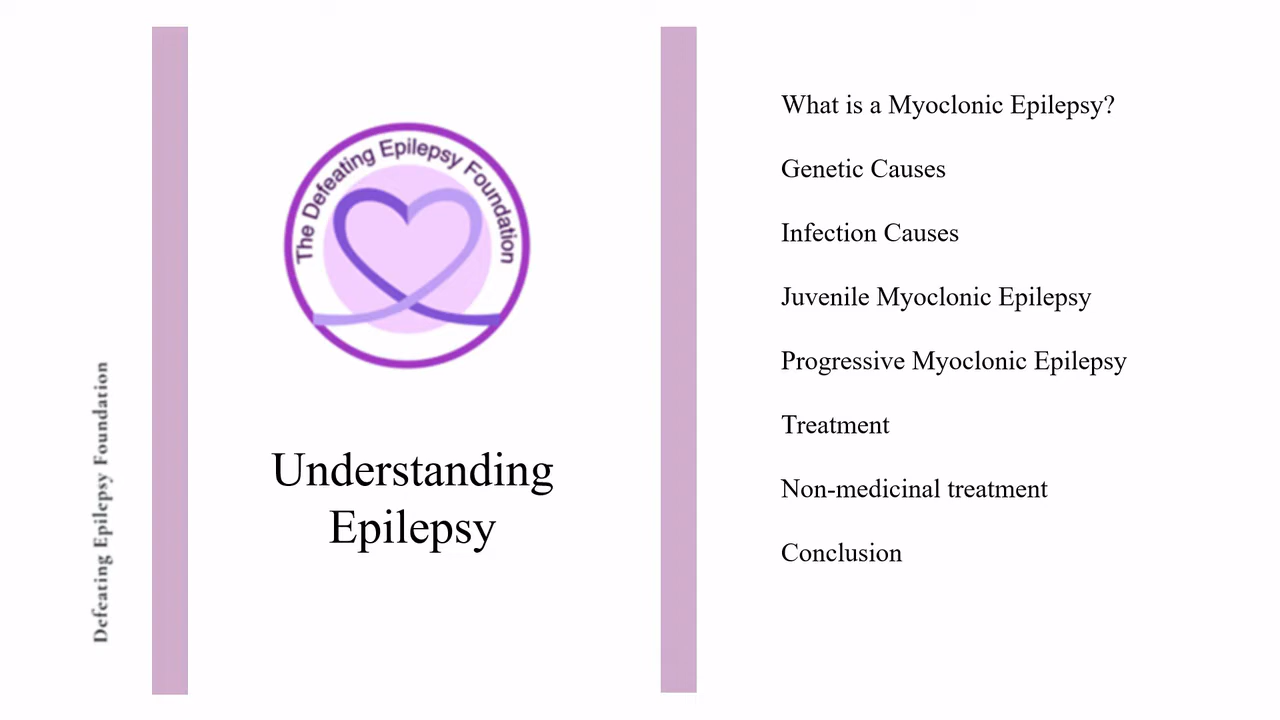 Defeating Epilepsy Foundation
The Defeating Epilepsy Foundation
Understanding
Epilepsy
What is a Myoclonic Epilepsy?
Genetic Causes
Infection Causes
Juvenile Myoclonic Epilepsy
Progressive Myoclonic Epilepsy
Treatment
Non-medicinal treatment
Conclusion